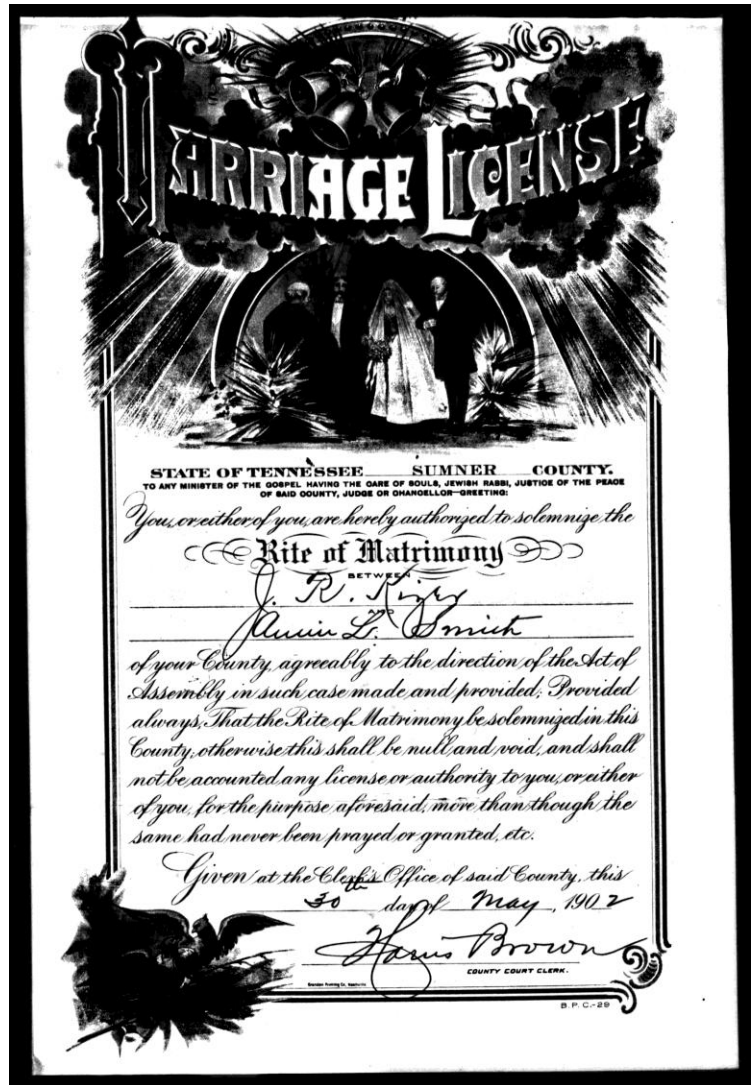 MARRIAGE LICENSE
STATE OF TENNESSEE SUMNER COUNTY.
TO ANY MINISTER OF THE GOSPEL HAVING THE CARE OF SOULS, JEWISH RABBI, JUSTICE OF THE PEACE
OF SAID COUNTY, JUDGE OR CHANCELLOR—GREETING:
You, or either of you, are hereby authorized to solemnize the
Rite of Matrimony
BETWEEN
J. R.
AND
L. Smith
of your County, agreeably to the direction of the Act of
Assembly in such case made and provided; Provided
always, That the Rite of Matrimony be solemnized in this
County; otherwise this shall be null and void, and shall
not be accounted any license or authority to you, or either
of you, for the purpose aforesaid, more than though the
same had never been prayed or granted, etc.
Given at the Clerk's Office of said County, this
30th day of May, 1902
Harris Brown
COUNTY COURT CLERK.
Brandon Printing Co., Nashville
B. P. C.-29